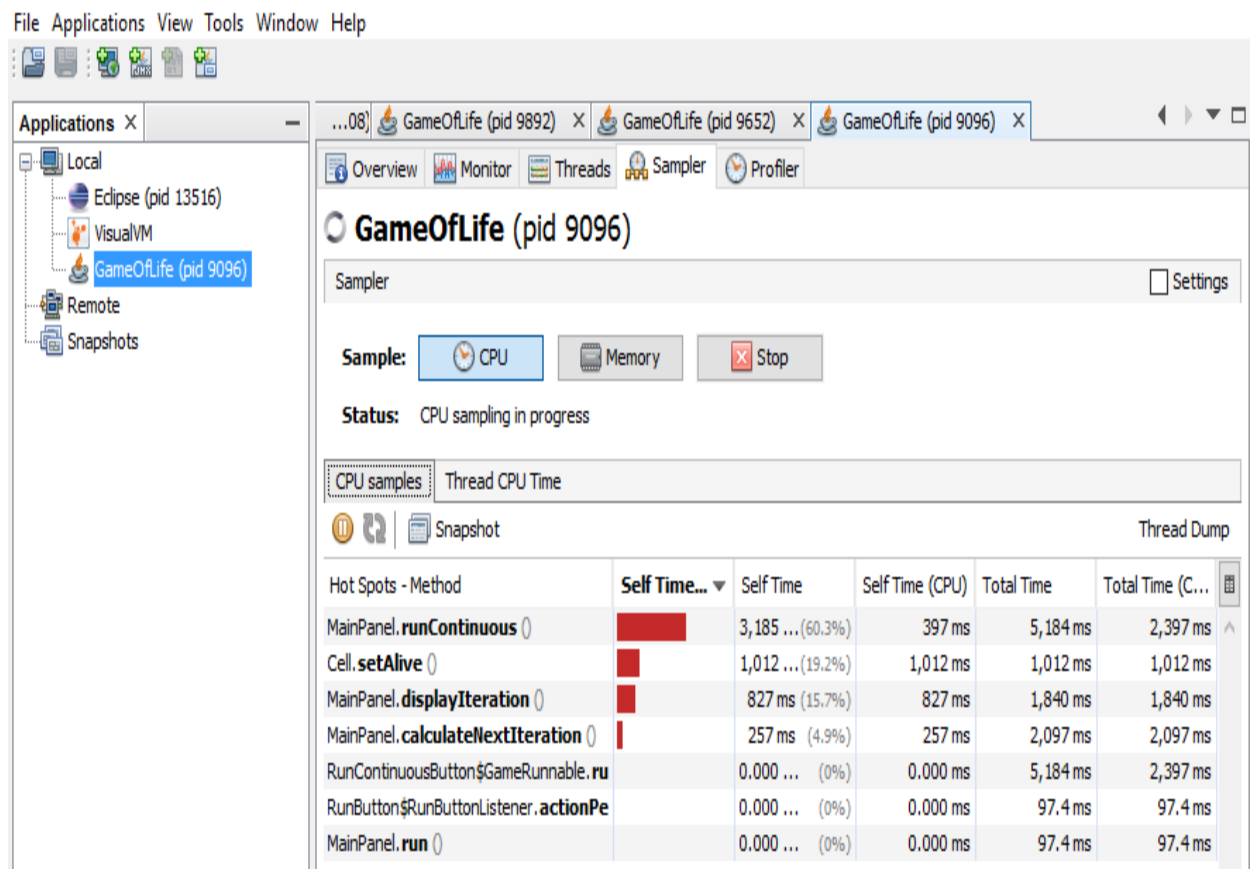 File Applications View Tools Window Help
Applications X
...08) GameOfLife (pid 9892) X GameOfLife (pid 9652) X GameOfLife (pid 9096) X
Local
Overview Monitor Threads Sampler Profiler
Eclipse (pid 13516)
VisualVM
GameOfLife (pid 9096)
GameOfLife (pid 9096)
Remote
Snapshots
Sampler Settings
Sample: CPU Memory Stop
Status: CPU sampling in progress
CPU samples Thread CPU Time
Snapshot Thread Dump
Hot Spots - Method Self Time... Self Time Self Time (CPU) Total Time Total Time (C...
MainPanel.runContinuous () 3,185 ...(60.3%) 397 ms 5,184 ms 2,397 ms
Cell.setAlive () 1,012 ...(19.2%) 1,012 ms 1,012 ms 1,012 ms
MainPanel.displayIteration () 827 ms (15.7%) 827 ms 1,840 ms 1,840 ms
MainPanel.calculateNextIteration () 257 ms (4.9%) 257 ms 2,097 ms 2,097 ms
RunContinuousButton$GameRunnable.ru 0.000 ... (0%) 0.000 ms 5,184 ms 2,397 ms
RunButton$RunButtonListener.actionPe 0.000 ... (0%) 0.000 ms 97.4 ms 97.4 ms
MainPanel.run () 0.000 ... (0%) 0.000 ms 97.4 ms 97.4 ms